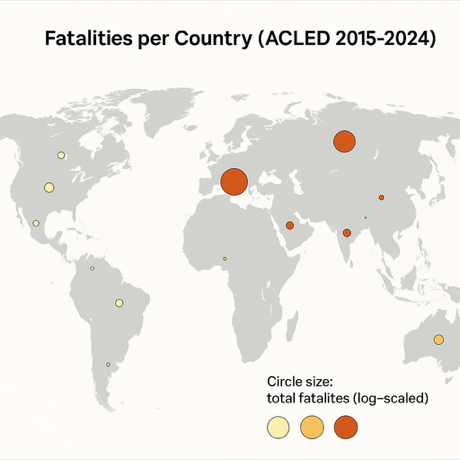 Fatalities per Country (ACLED 2015-2024)
Circle size:
total fatalites (log–scaled)